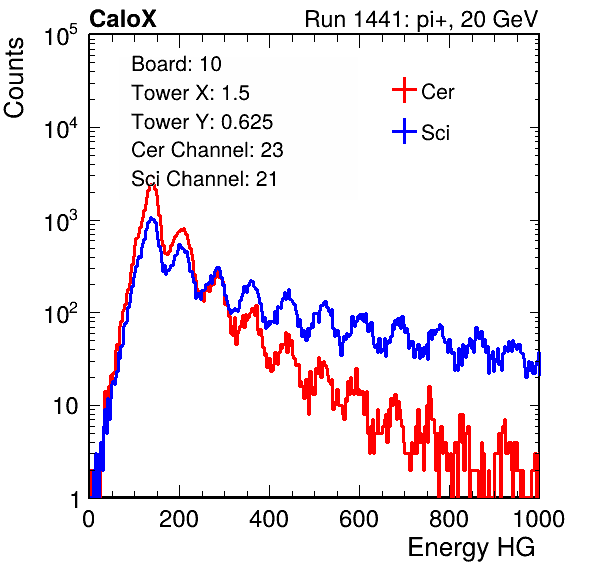 CaloX Run 1441: pi+, 20 GeV
Counts
Board: 10
Tower X: 1.5
Tower Y: 0.625
Cer Channel: 23
Sci Channel: 21
Cer
Sci
10^5
10^4
10^3
10^2
10
1
0 200 400 600 800 1000
Energy HG